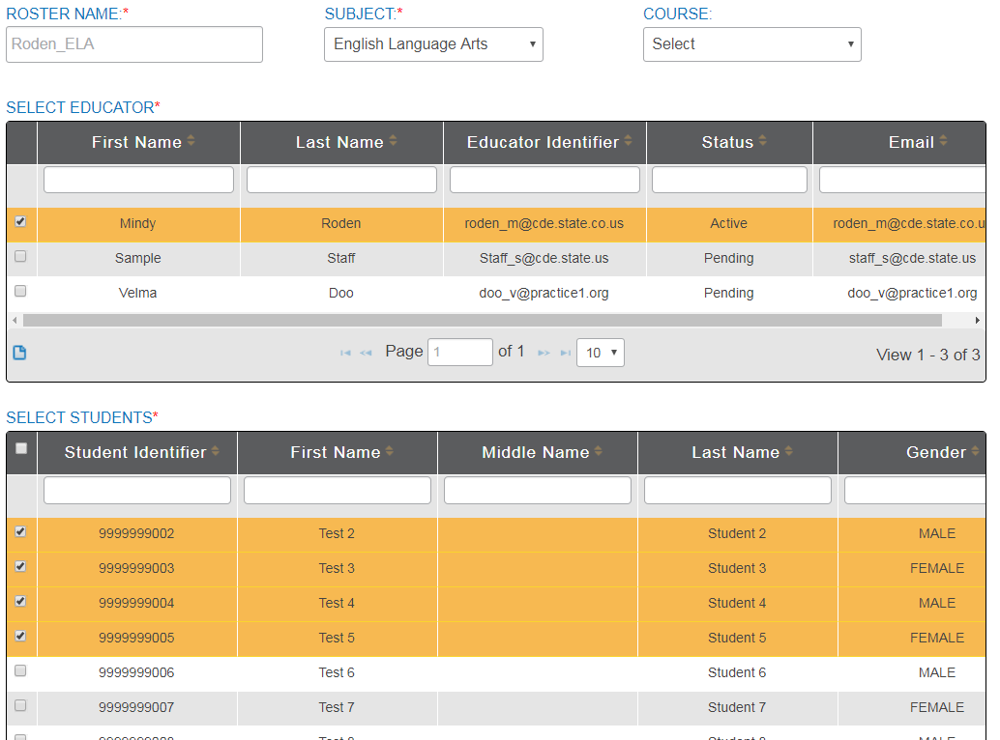 ROSTER NAME:* SUBJECT:* COURSE:
Roden_ELA English Language Arts Select
SELECT EDUCATOR*
First Name Last Name Educator Identifier Status Email
Mindy Roden roden_m@cde.state.co.us Active roden_m@cde.state.co.u
Sample Staff Staff_s@cde.state.us Pending staff_s@cde.state.us
Velma Doo doo_v@practice1.org Pending doo_v@practice1.org
Page 1 of 1 10 View 1 - 3 of 3
SELECT STUDENTS*
Student Identifier First Name Middle Name Last Name Gender
9999999002 Test 2 Student 2 MALE
9999999003 Test 3 Student 3 FEMALE
9999999004 Test 4 Student 4 MALE
9999999005 Test 5 Student 5 FEMALE
9999999006 Test 6 Student 6 MALE
9999999007 Test 7 Student 7 FEMALE